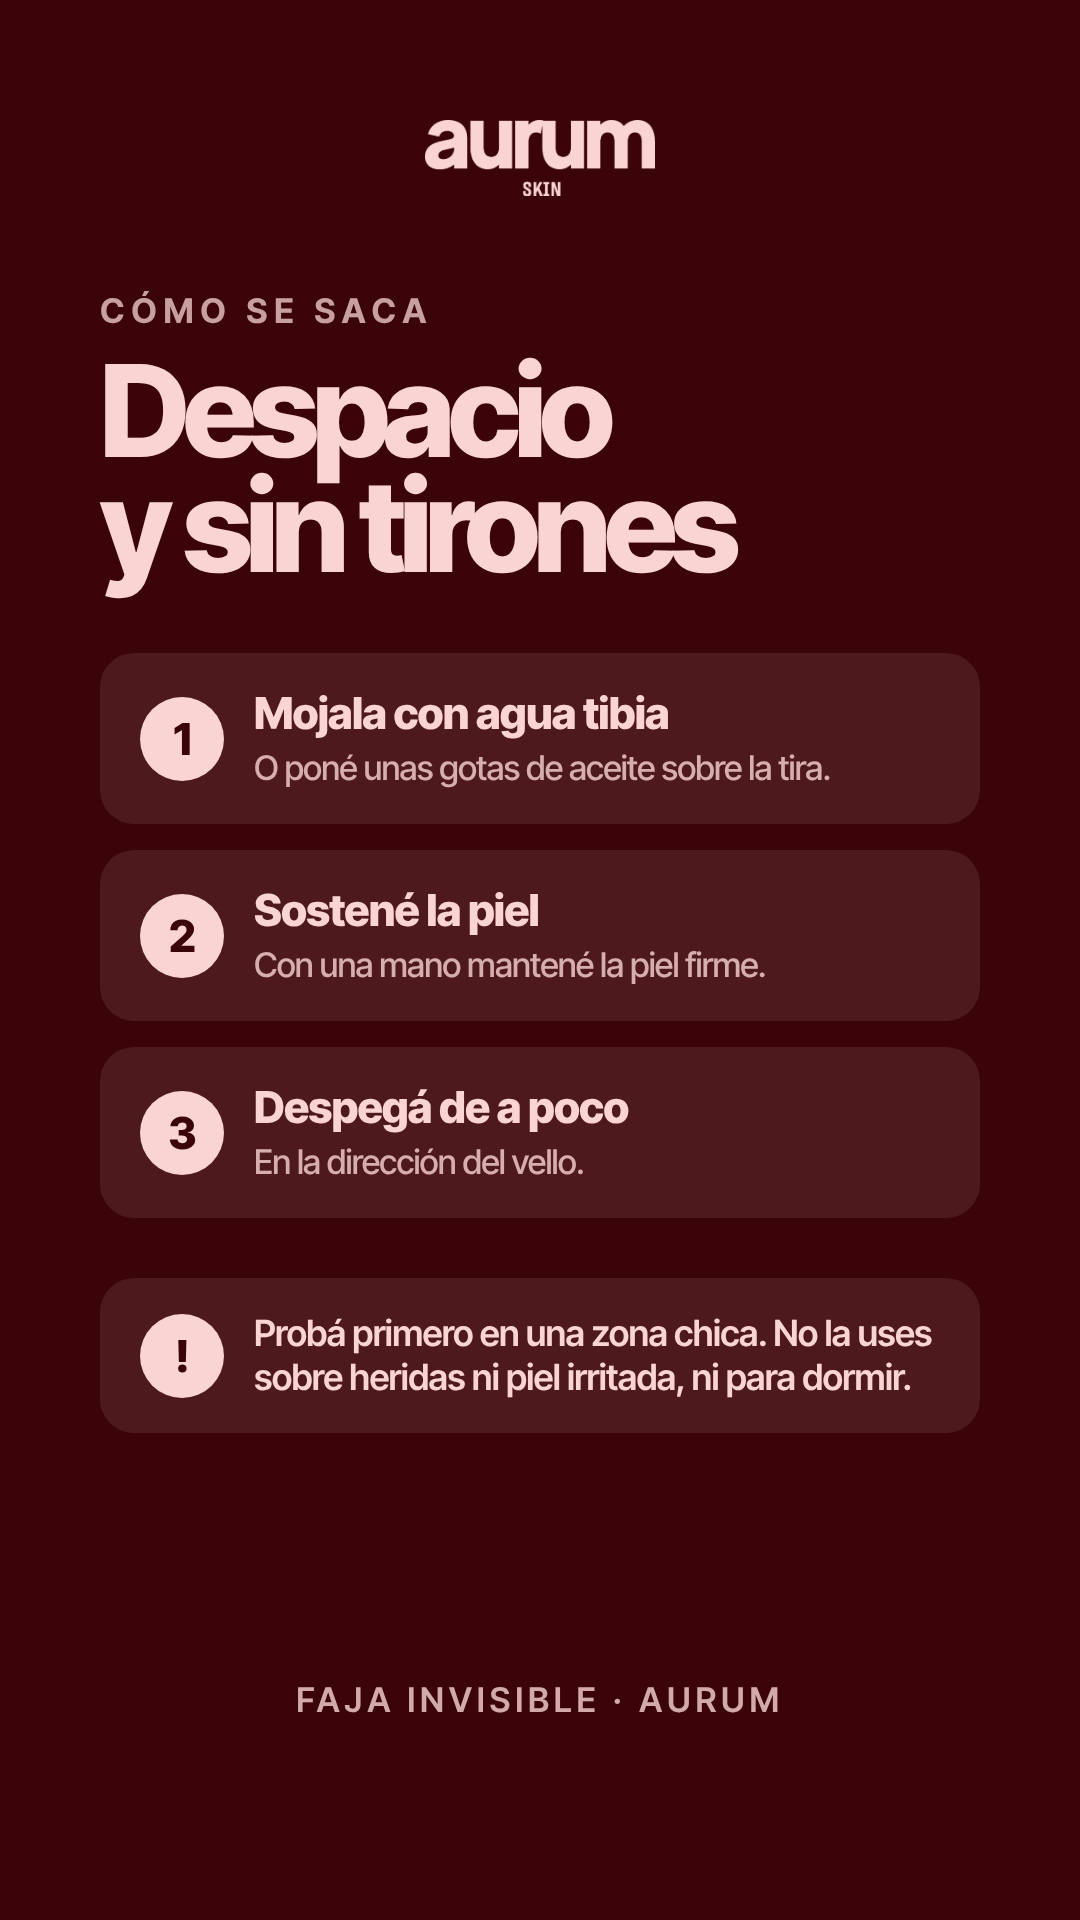 aurum
SKIN
CÓMO SE SACA
Despacio
y sin tirones
1
Mojala con agua tibia
O poné unas gotas de aceite sobre la tira.
2
Sostené la piel
Con una mano mantené la piel firme.
3
Despegá de a poco
En la dirección del vello.
!
Probá primero en una zona chica. No la uses
sobre heridas ni piel irritada, ni para dormir.
FAJA INVISIBLE · AURUM